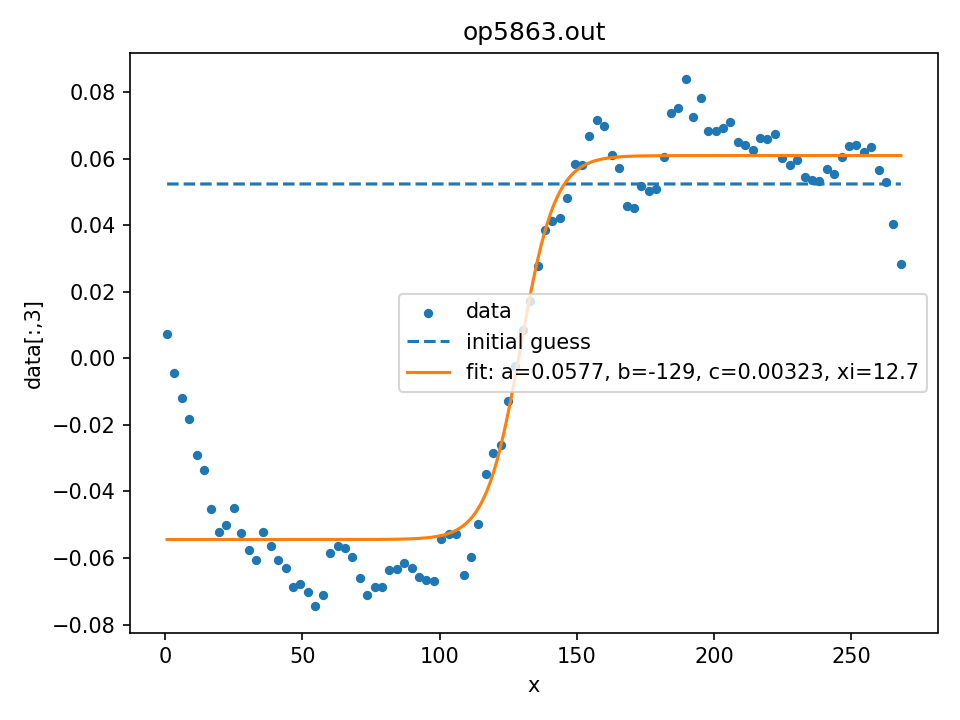 op5863.out
0.08
0.06
0.04
0.02
0.00
−0.02
−0.04
−0.06
−0.08
data[:,3]
data
initial guess
fit: a=0.0577, b=-129, c=0.00323, xi=12.7
0 50 100 150 200 250
x